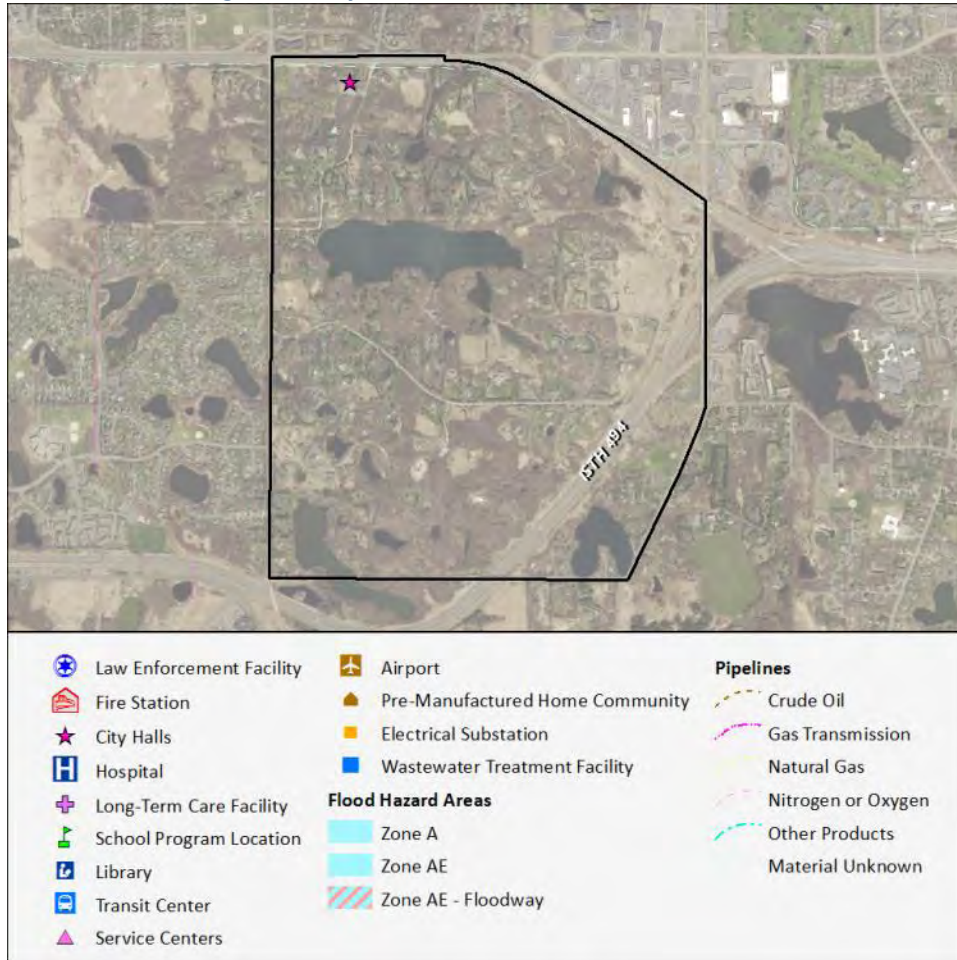 ISTH 494
Law Enforcement Facility
Fire Station
City Halls
Hospital
Long-Term Care Facility
School Program Location
Library
Transit Center
Service Centers
Airport
Pre-Manufactured Home Community
Electrical Substation
Wastewater Treatment Facility
Flood Hazard Areas
Zone A
Zone AE
Zone AE - Floodway
Pipelines
Crude Oil
Gas Transmission
Natural Gas
Nitrogen or Oxygen
Other Products
Material Unknown